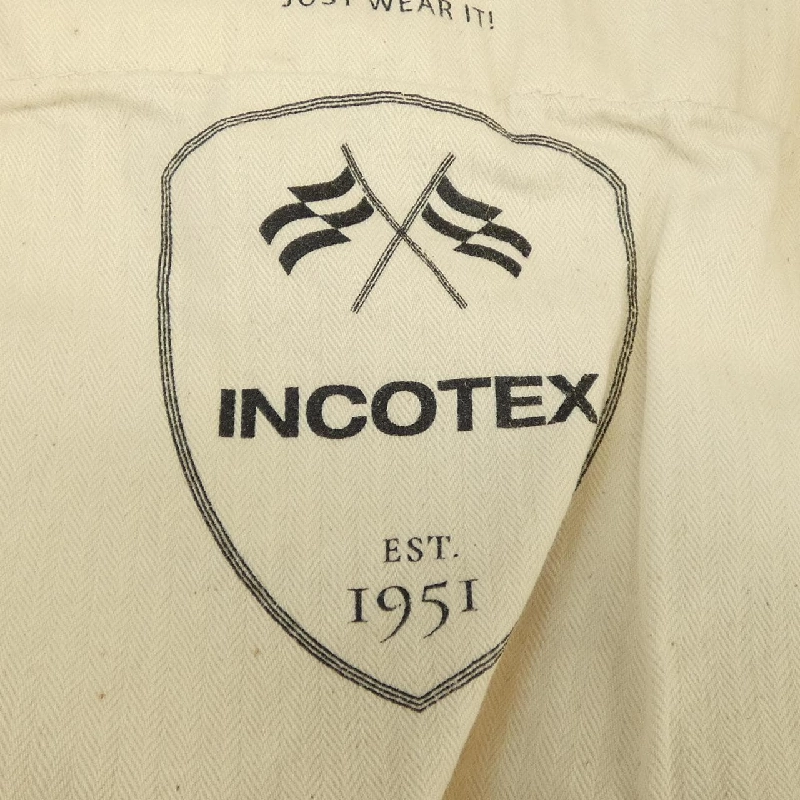 JUST WEAR IT!
INCOTEX
EST.
1951